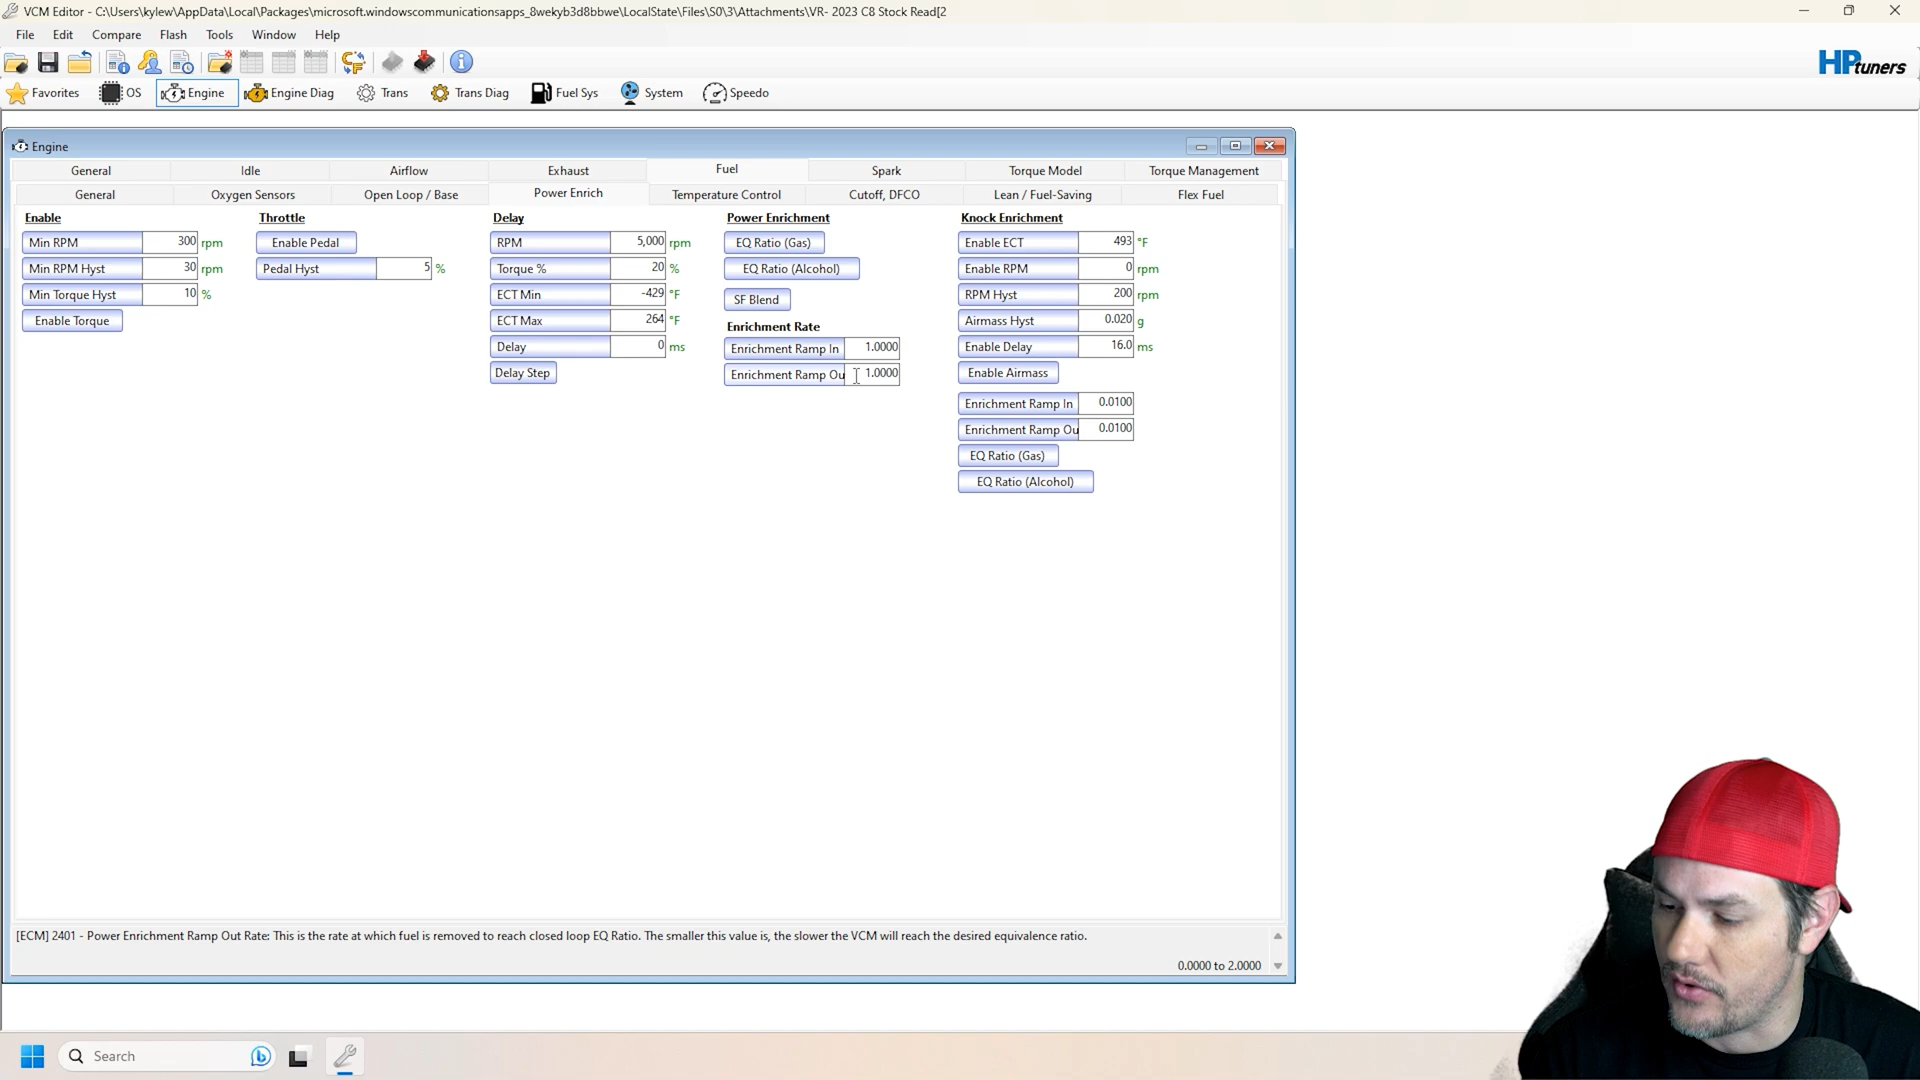 VCM Editor - C:\Users\kylew\AppData\Local\Packages\microsoft.windowscommunicationsapps_8wekyb3d8bbwe\LocalState\Files\S0\3\Attachments\VR- 2023 C8 Stock Read[2
File Edit Compare Flash Tools Window Help
HPtuners
Favorites OS Engine Engine Diag Trans Trans Diag Fuel Sys System Speedo
Engine
General Idle Airflow Exhaust Fuel Spark Torque Model Torque Management
General Oxygen Sensors Open Loop / Base Power Enrich Temperature Control Cutoff, DFCO Lean / Fuel-Saving Flex Fuel
Enable
Min RPM 300 rpm
Min RPM Hyst 30 rpm
Min Torque Hyst 10 %
Enable Torque
Throttle
Enable Pedal
Pedal Hyst 5 %
Delay
RPM 5,000 rpm
Torque % 20 %
ECT Min -429 °F
ECT Max 264 °F
Delay 0 ms
Delay Step
Power Enrichment
EQ Ratio (Gas)
EQ Ratio (Alcohol)
SF Blend
Enrichment Rate
Enrichment Ramp In 1.0000
Enrichment Ramp Ou 1.0000
Knock Enrichment
Enable ECT 493 °F
Enable RPM 0 rpm
RPM Hyst 200 rpm
Airmass Hyst 0.020 g
Enable Delay 16.0 ms
Enable Airmass
Enrichment Ramp In 0.0100
Enrichment Ramp Ou 0.0100
EQ Ratio (Gas)
EQ Ratio (Alcohol)
[ECM] 2401 - Power Enrichment Ramp Out Rate: This is the rate at which fuel is removed to reach closed loop EQ Ratio. The smaller this value is, the slower the VCM will reach the desired equivalence ratio.
0.0000 to 2.0000
Search